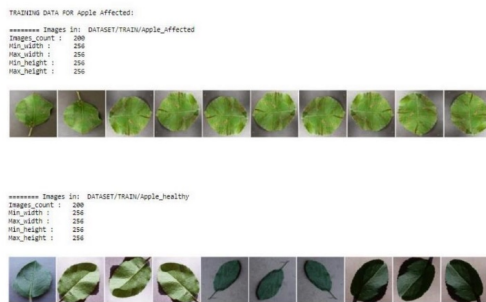 TRAINING DATA FOR Apple Affected:
======== Images in: DATASET/TRAIN/Apple_Affected
Images_count : 200
Min_width : 256
Max_width : 256
Min_height : 256
Max_height : 256
======== Images in: DATASET/TRAIN/Apple_healthy
Images_count : 200
Min_width : 256
Max_width : 256
Min_height : 256
Max_height : 256